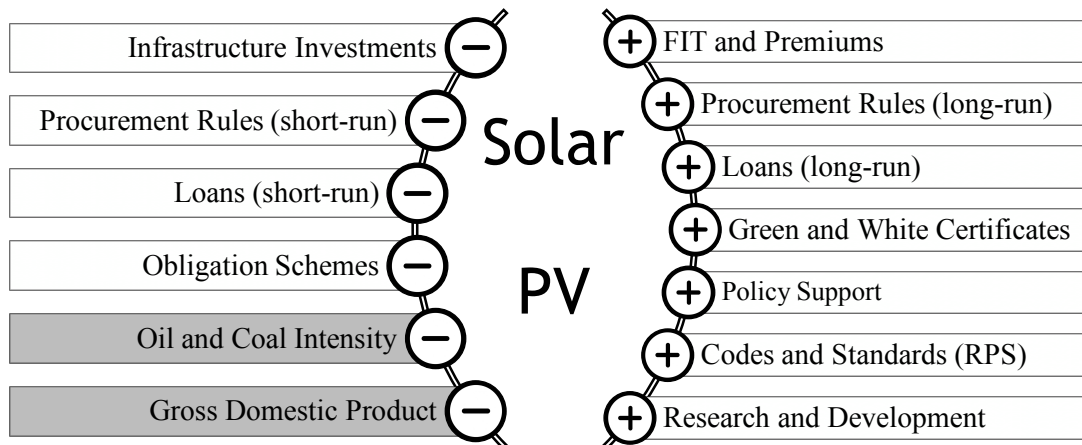 Infrastructure Investments
Procurement Rules (short-run)
Loans (short-run)
Obligation Schemes
Oil and Coal Intensity
Gross Domestic Product
Solar
PV
FIT and Premiums
Procurement Rules (long-run)
Loans (long-run)
Green and White Certificates
Policy Support
Codes and Standards (RPS)
Research and Development